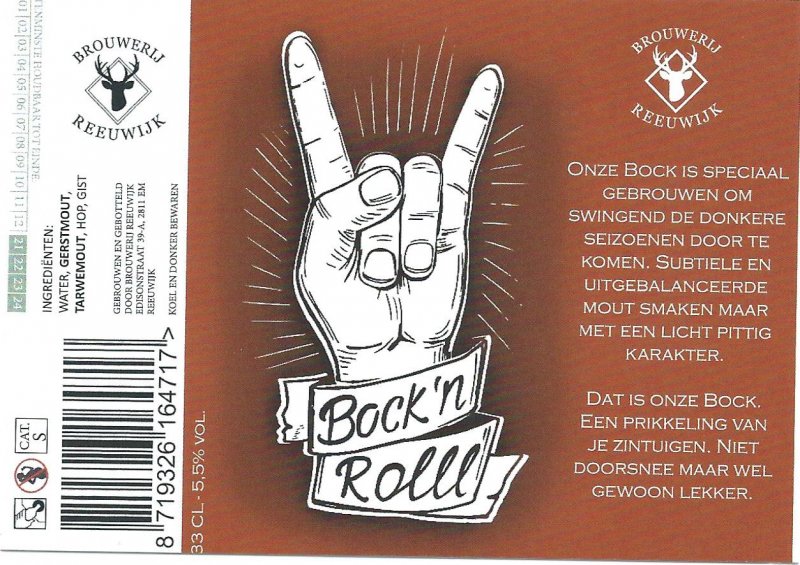 TENMINSTE HOUDBAAR TOT EINDE
01|02|03|04|05|06|07|08|09|10|11|12|21|22|23|24
BROUWERIJ
REEUWIJK
INGREDIËNTEN:
WATER, GERSTMOUT,
TARWEMOUT, HOP, GIST
GEBROUWEN EN GEBOTTELD
DOOR BROUWERIJ REEUWIJK
EDISONSTRAAT 39-A, 2811 EM
REEUWIJK
KOEL EN DONKER BEWAREN
CAT.
S
8 719326 164717 >
33 CL - 5,5% VOL.
Bock'n
Rolll
BROUWERIJ
REEUWIJK
ONZE BOCK IS SPECIAAL
GEBROUWEN OM
SWINGEND DE DONKERE
SEIZOENEN DOOR TE
KOMEN. SUBTIELE EN
UITGEBALANCEERDE
MOUT SMAKEN MAAR
MET EEN LICHT PITTIG
KARAKTER.
DAT IS ONZE BOCK.
EEN PRIKKELING VAN
JE ZINTUIGEN. NIET
DOORSNEE MAAR WEL
GEWOON LEKKER.